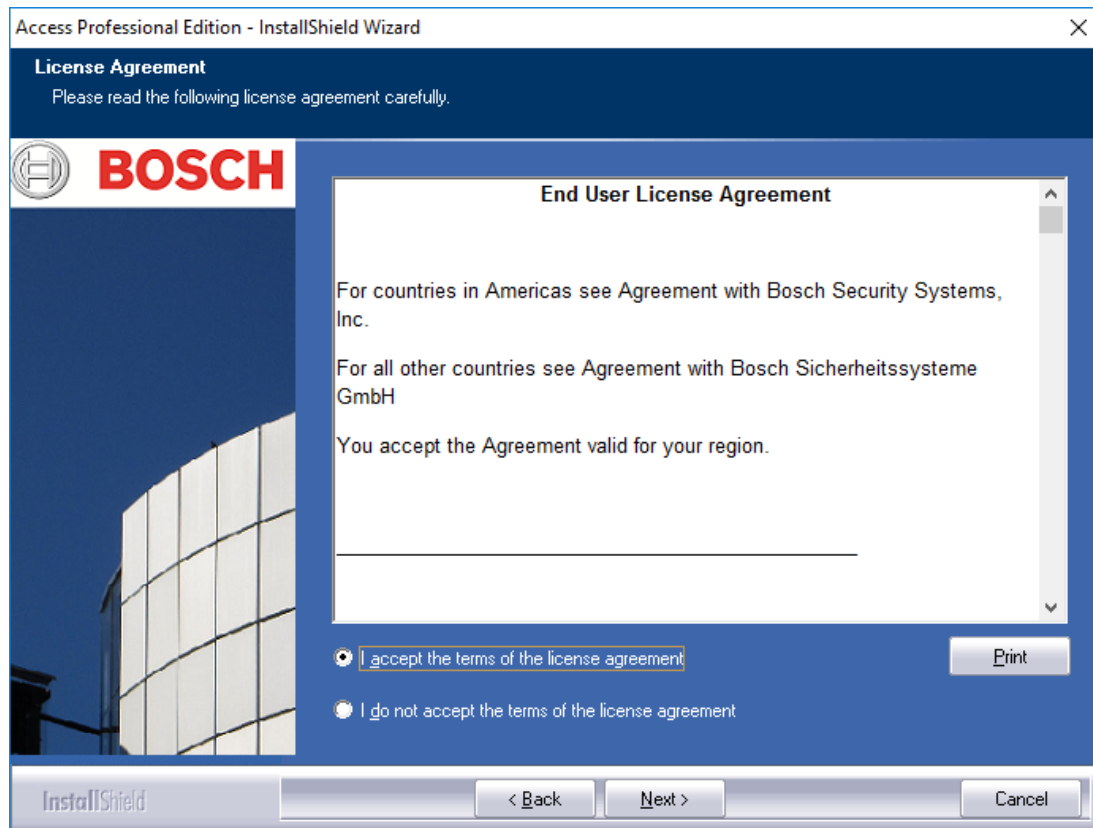 Access Professional Edition - InstallShield Wizard
License Agreement
Please read the following license agreement carefully.
BOSCH
End User License Agreement
For countries in Americas see Agreement with Bosch Security Systems,
Inc.
For all other countries see Agreement with Bosch Sicherheitssysteme
GmbH
You accept the Agreement valid for your region.
I accept the terms of the license agreement
Print
I do not accept the terms of the license agreement
InstallShield
< Back
Next >
Cancel